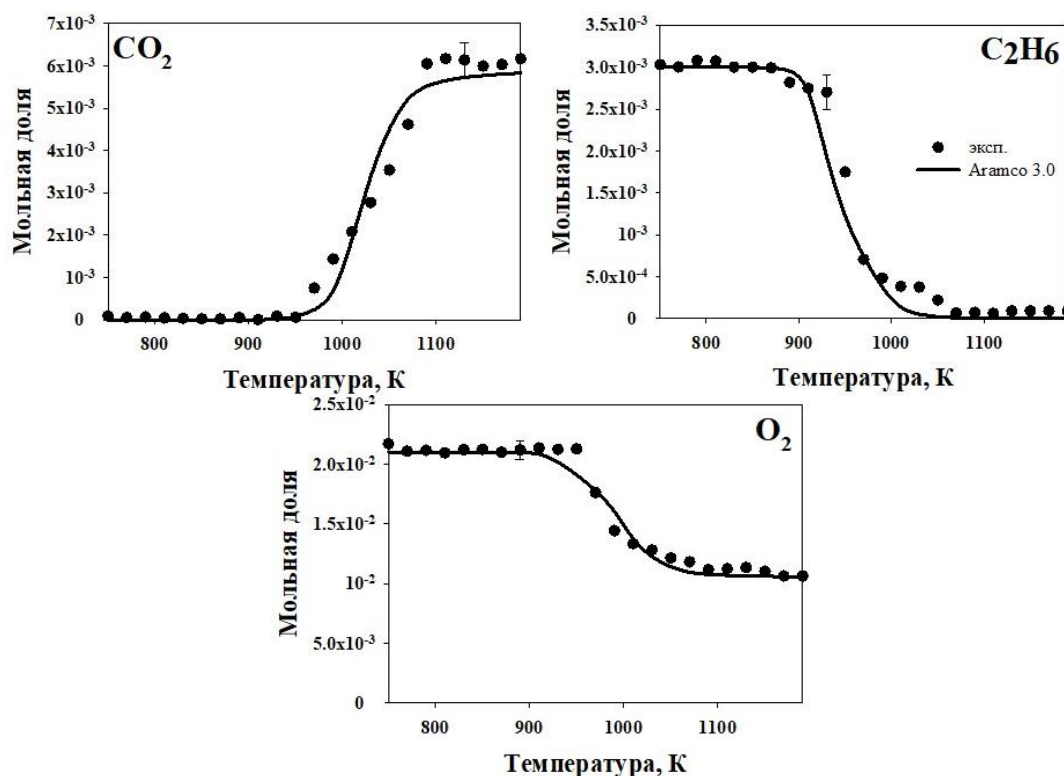 CO2
Мольная доля
7x10-3
6x10-3
5x10-3
4x10-3
3x10-3
2x10-3
10-3
0
800 900 1000 1100
Температура, К
C2H6
Мольная доля
3.5x10-3
3.0x10-3
2.5x10-3
2.0x10-3
1.5x10-3
10-3
5.0x10-4
0
эксп.
Aramco 3.0
800 900 1000 1100
Температура, К
O2
Мольная доля
2.5x10-2
2.0x10-2
1.5x10-2
10-2
5.0x10-3
0
800 900 1000 1100
Температура, К